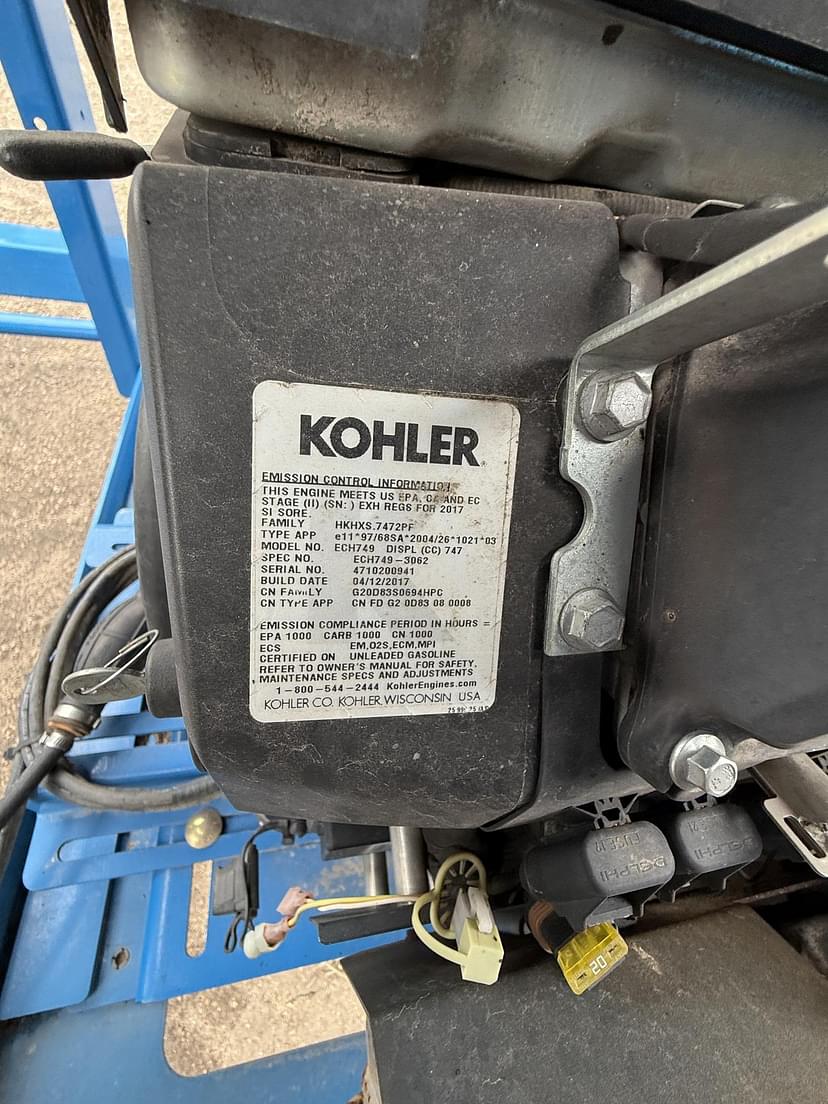 KOHLER
EMISSION CONTROL INFORMATION
THIS ENGINE MEETS US EPA, CA AND EC
STAGE (II) (SN: ) EXH REGS FOR 2017
SI SORE.
FAMILY HKHXS.7472PF
TYPE APP e11*97/68SA*2004/26*1021*03
MODEL NO. ECH749 DISPL (CC) 747
SPEC NO. ECH749-3062
SERIAL NO. 4710200941
BUILD DATE 04/12/2017
CN FAMILY G20D83S0694HPC
CN TYPE APP CN FD G2 0D83 08 0008
EMISSION COMPLIANCE PERIOD IN HOURS =
EPA 1000 CARB 1000 CN 1000
ECS EM,O2S,ECM,MPI
CERTIFIED ON UNLEADED GASOLINE
REFER TO OWNER'S MANUAL FOR SAFETY,
MAINTENANCE SPECS AND ADJUSTMENTS
1-800-544-2444 KohlerEngines.com
KOHLER CO. KOHLER, WISCONSIN USA
DELPHI
DELPHI
20